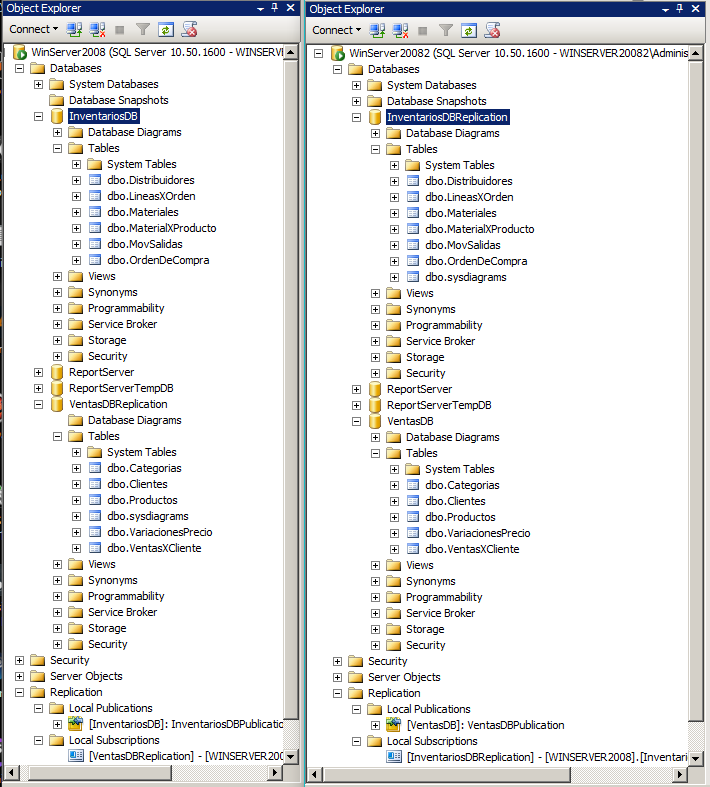 Object Explorer
Connect
WinServer2008 (SQL Server 10.50.1600 - WINSERVE
Databases
System Databases
Database Snapshots
InventariosDB
Database Diagrams
Tables
System Tables
dbo.Distribuidores
dbo.LineasXOrden
dbo.Materiales
dbo.MaterialXProducto
dbo.MovSalidas
dbo.OrdenDeCompra
Views
Synonyms
Programmability
Service Broker
Storage
Security
ReportServer
ReportServerTempDB
VentasDBReplication
Database Diagrams
Tables
System Tables
dbo.Categorias
dbo.Clientes
dbo.Productos
dbo.sysdiagrams
dbo.VariacionesPrecio
dbo.VentasXCliente
Views
Synonyms
Programmability
Service Broker
Storage
Security
Security
Server Objects
Replication
Local Publications
[InventariosDB]: InventariosDBPublicatio
Local Subscriptions
[VentasDBReplication] - [WINSERVER200
Object Explorer
Connect
WinServer20082 (SQL Server 10.50.1600 - WINSERVER20082\Adminis
Databases
System Databases
Database Snapshots
InventariosDBReplication
Database Diagrams
Tables
System Tables
dbo.Distribuidores
dbo.LineasXOrden
dbo.Materiales
dbo.MaterialXProducto
dbo.MovSalidas
dbo.OrdenDeCompra
dbo.sysdiagrams
Views
Synonyms
Programmability
Service Broker
Storage
Security
ReportServer
ReportServerTempDB
VentasDB
Database Diagrams
Tables
System Tables
dbo.Categorias
dbo.Clientes
dbo.Productos
dbo.VariacionesPrecio
dbo.VentasXCliente
Views
Synonyms
Programmability
Service Broker
Storage
Security
Security
Server Objects
Replication
Local Publications
[VentasDB]: VentasDBPublication
Local Subscriptions
[InventariosDBReplication] - [WINSERVER2008].[Inventari